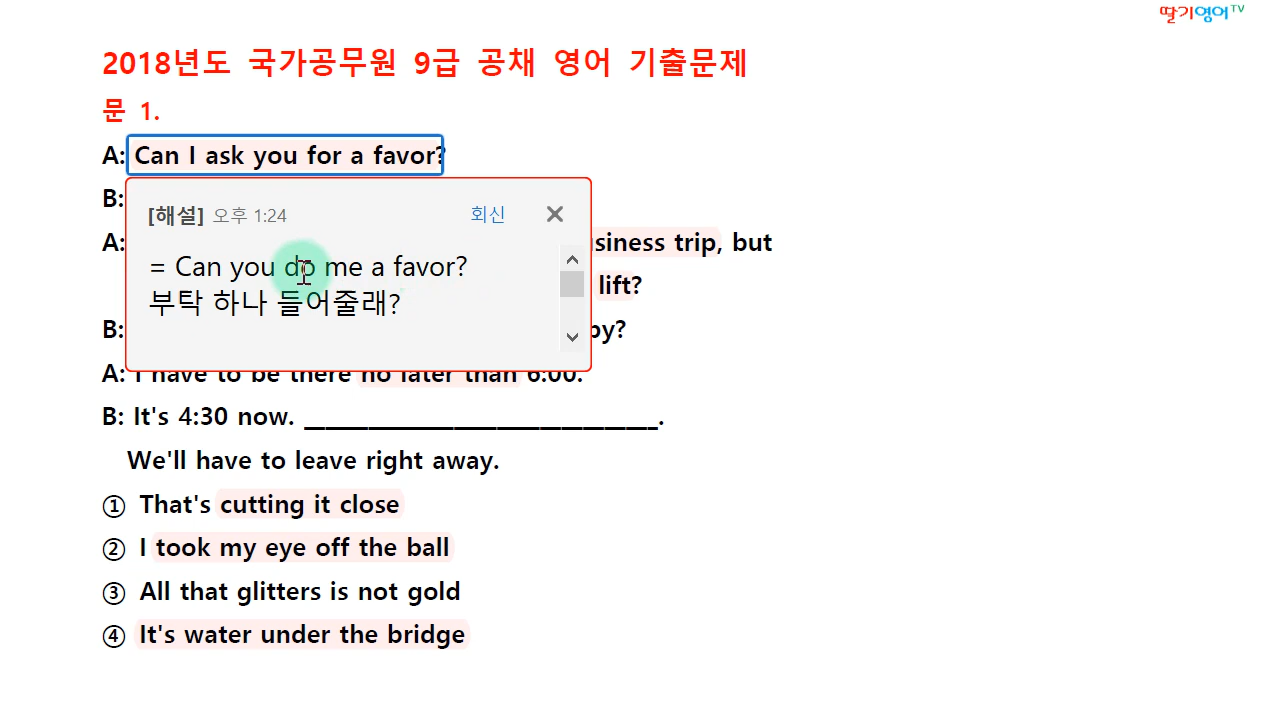 딸기영어TV
2018년도 국가공무원 9급 공채 영어 기출문제
문 1.
A: Can I ask you for a favor?
B:
[해설] 오후 1:24 회신
A: siness trip, but
= Can you do me a favor?
lift?
부탁 하나 들어줄래?
B: by?
A: I have to be there no later than 6:00.
B: It's 4:30 now. ______________________________.
We'll have to leave right away.
① That's cutting it close
② I took my eye off the ball
③ All that glitters is not gold
④ It's water under the bridge